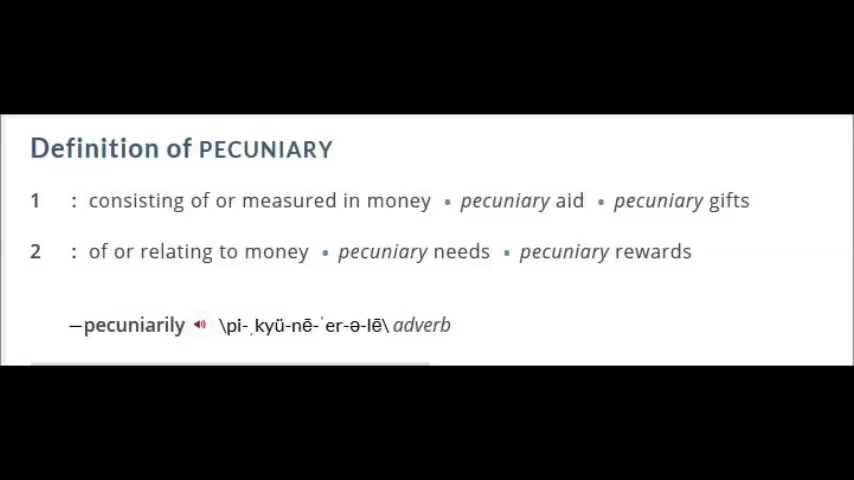 Definition of PECUNIARY
1 : consisting of or measured in money • pecuniary aid • pecuniary gifts
2 : of or relating to money • pecuniary needs • pecuniary rewards
—pecuniarily \pi-ˌkyü-nē-ˈer-ə-lē\ adverb